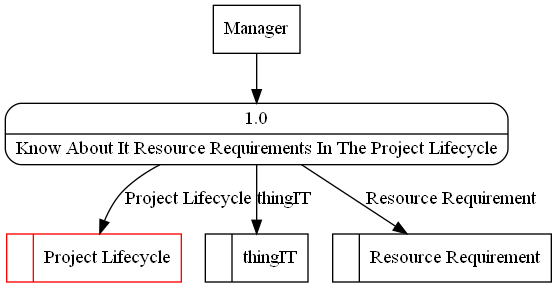 Manager
1.0
Know About It Resource Requirements In The Project Lifecycle
Project Lifecycle
thingIT
Resource Requirement
Project Lifecycle
thingIT
Resource Requirement